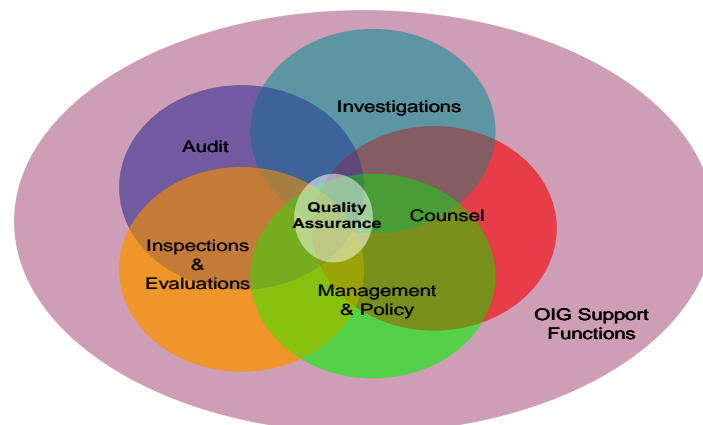 Investigations
Audit
Quality
Assurance
Counsel
Inspections
&
Evaluations
Management
& Policy
OIG Support
Functions